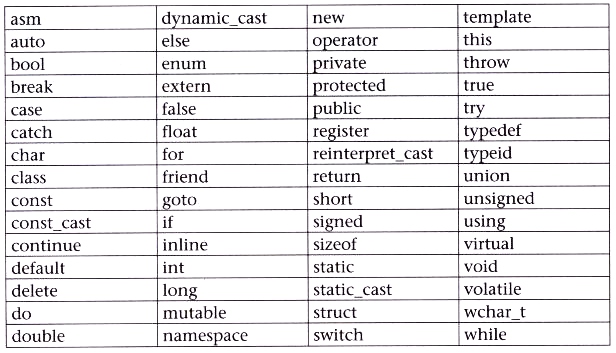 asm dynamic_cast new template
auto else operator this
bool enum private throw
break extern protected true
case false public try
catch float register typedef
char for reinterpret_cast typeid
class friend return union
const goto short unsigned
const_cast if signed using
continue inline sizeof virtual
default int static void
delete long static_cast volatile
do mutable struct wchar_t
double namespace switch while